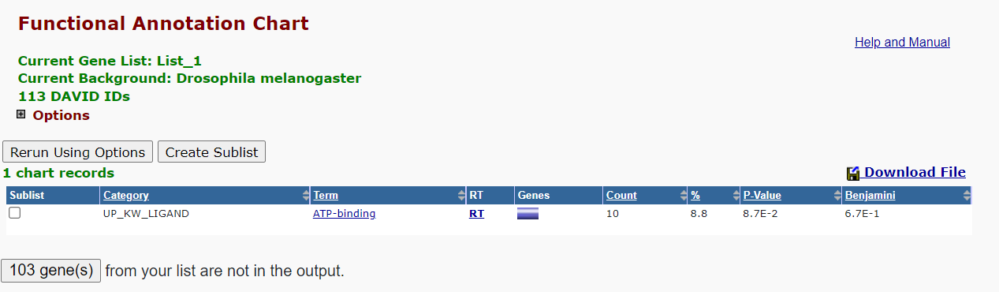 Functional Annotation Chart
Help and Manual
Current Gene List: List_1
Current Background: Drosophila melanogaster
113 DAVID IDs
Options
Rerun Using Options Create Sublist
1 chart records Download File
Sublist Category Term RT Genes Count % P-Value Benjamini
UP_KW_LIGAND ATP-binding RT 10 8.8 8.7E-2 6.7E-1
103 gene(s) from your list are not in the output.